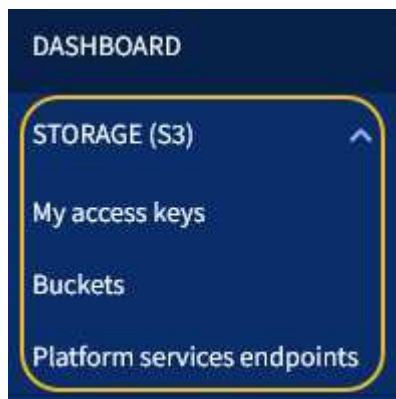 DASHBOARD
STORAGE (S3)
My access keys
Buckets
Platform services endpoints